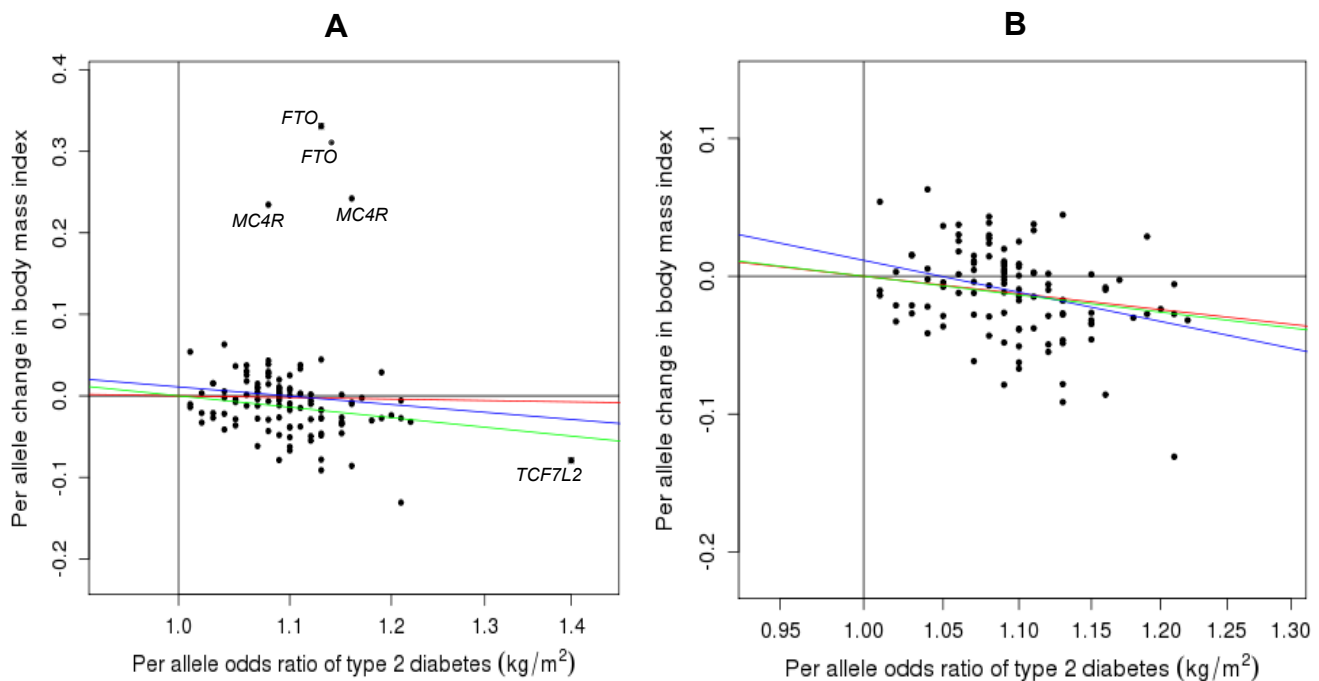 A
Per allele change in body mass index
0.4
0.3
0.2
0.1
0.0
-0.1
-0.2
FTO
FTO
MC4R
MC4R
TCF7L2
1.0 1.1 1.2 1.3 1.4
Per allele odds ratio of type 2 diabetes (kg/m²)
B
Per allele change in body mass index
0.1
0.0
-0.1
-0.2
0.95 1.00 1.05 1.10 1.15 1.20 1.25 1.30
Per allele odds ratio of type 2 diabetes (kg/m²)